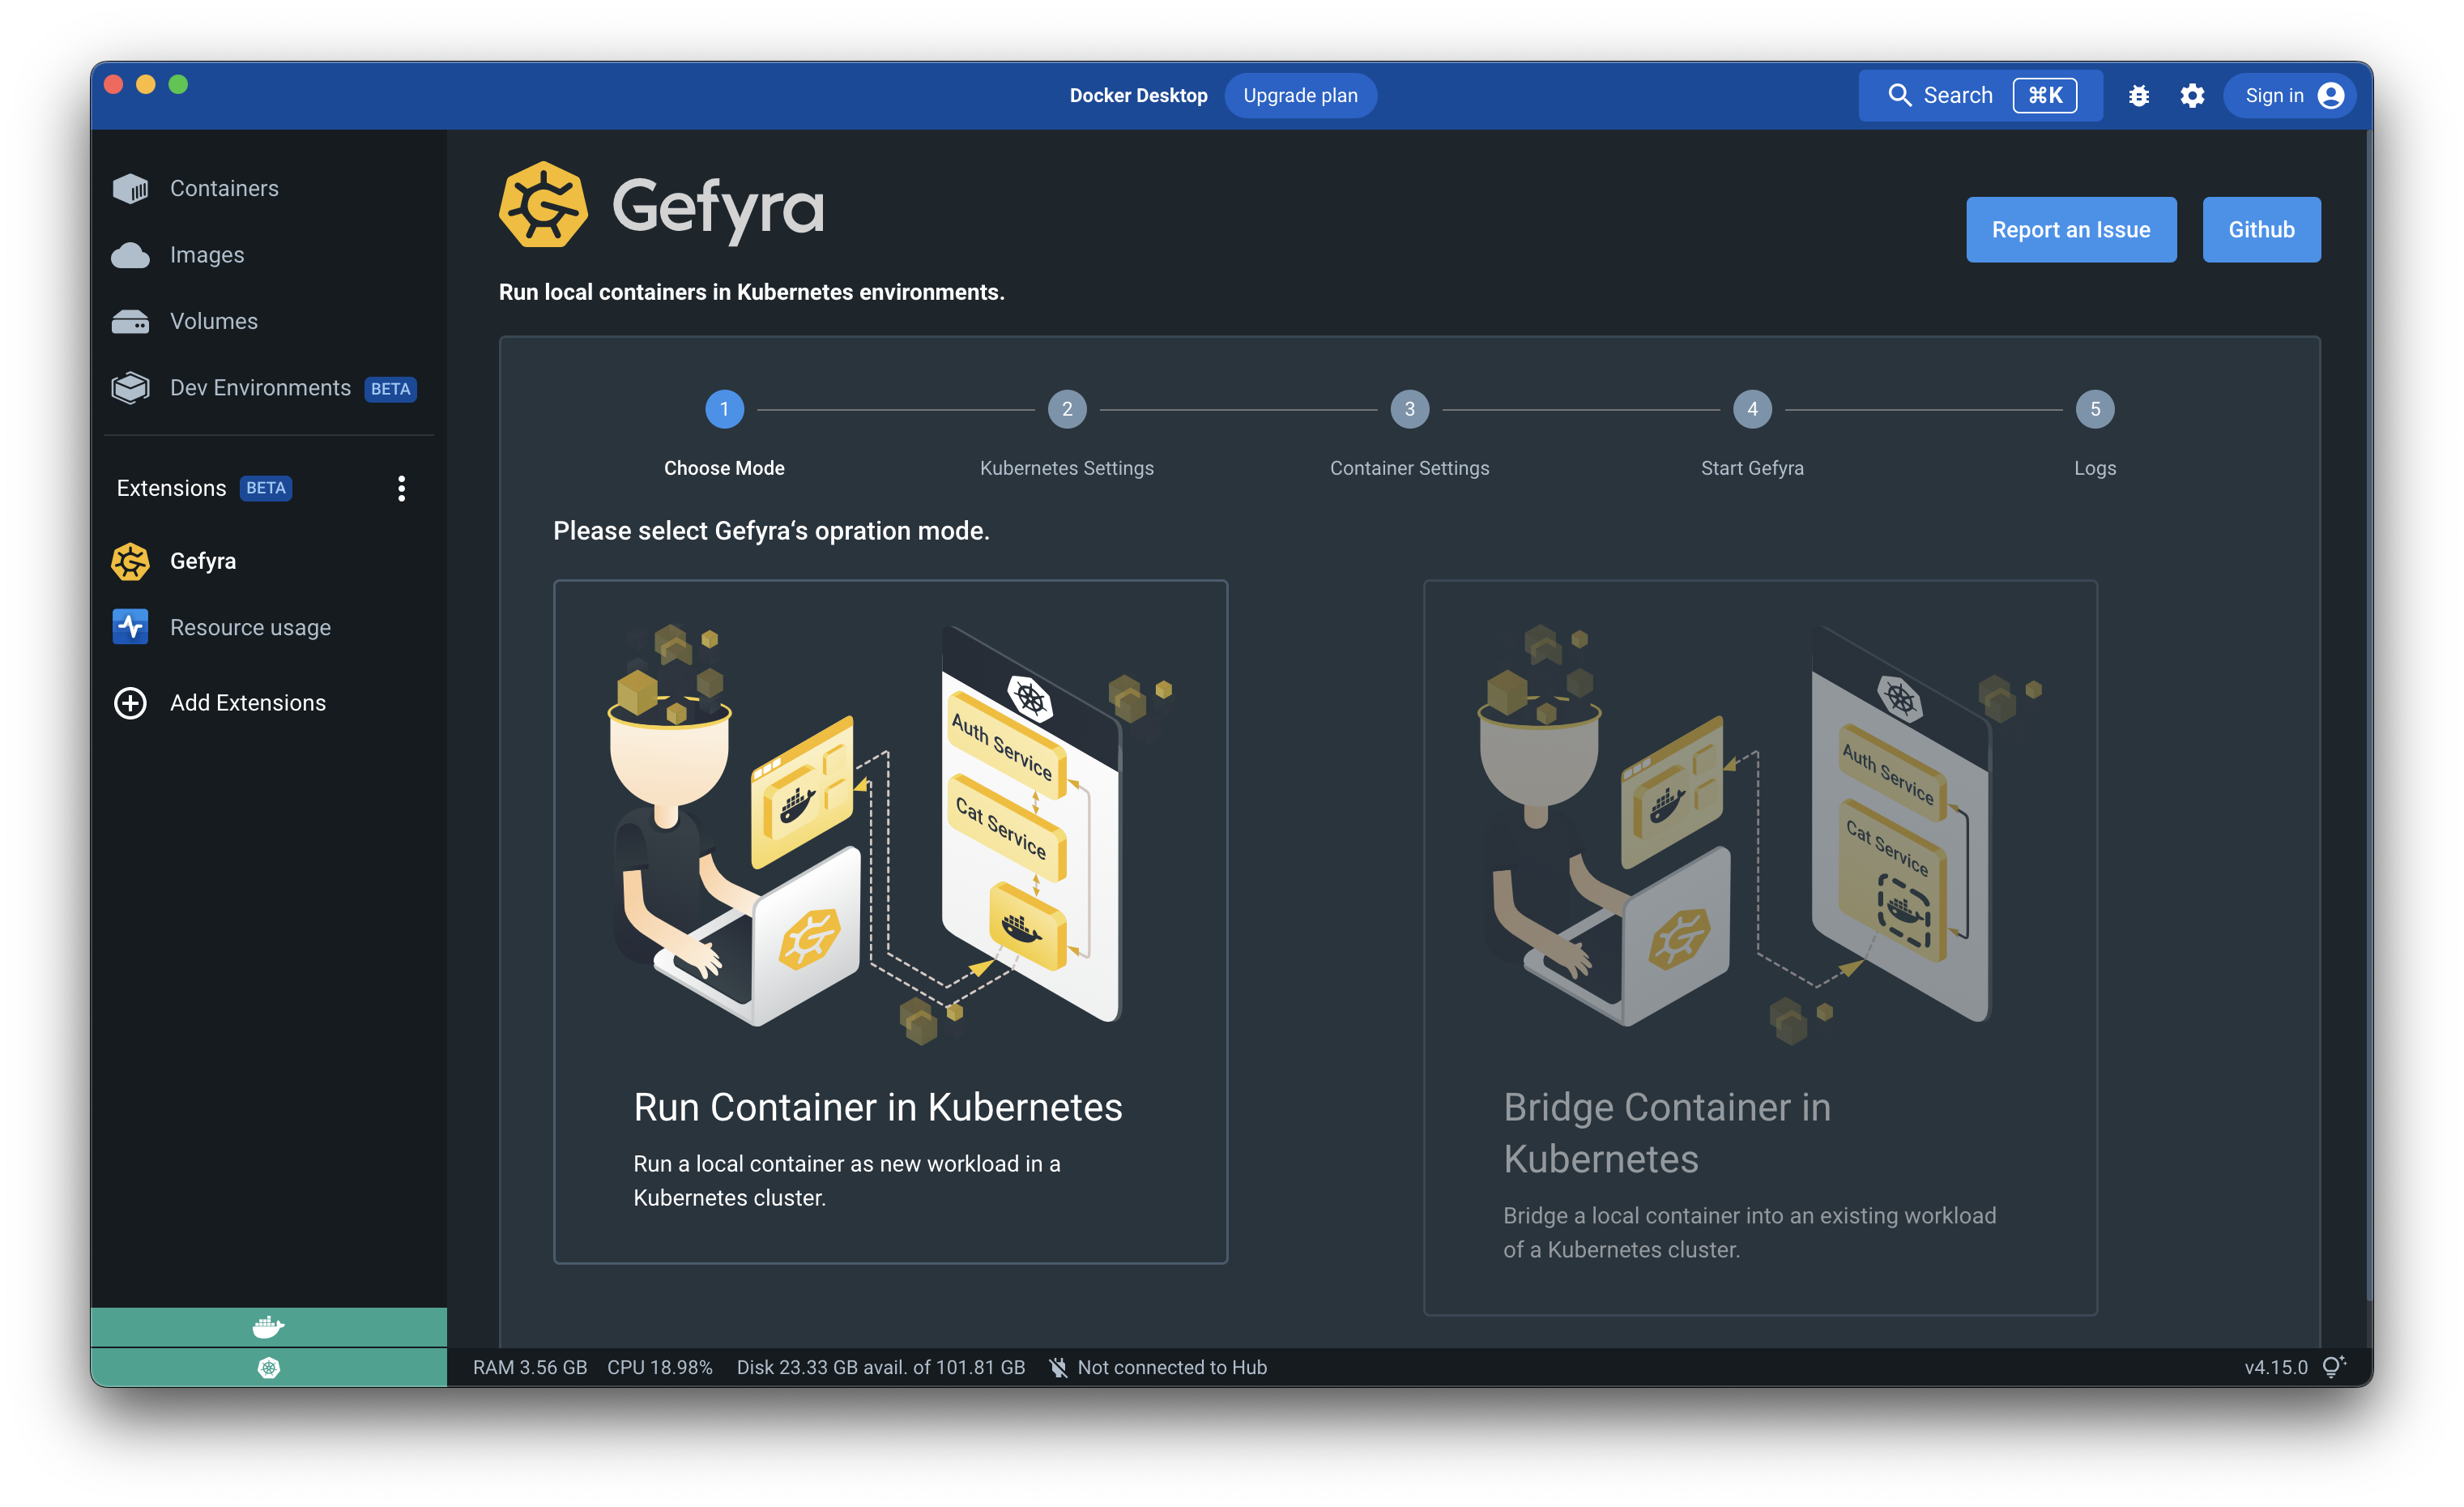 Docker Desktop
Upgrade plan
Search
⌘K
Sign in
Containers
Images
Volumes
Dev Environments BETA
Extensions BETA
Gefyra
Resource usage
Add Extensions
Gefyra
Report an Issue
Github
Run local containers in Kubernetes environments.
1
2
3
4
5
Choose Mode
Kubernetes Settings
Container Settings
Start Gefyra
Logs
Please select Gefyra‘s opration mode.
Auth Service
Cat Service
Run Container in Kubernetes
Run a local container as new workload in a
Kubernetes cluster.
Auth Service
Cat Service
Bridge Container in
Kubernetes
Bridge a local container into an existing workload
of a Kubernetes cluster.
RAM 3.56 GB CPU 18.98% Disk 23.33 GB avail. of 101.81 GB Not connected to Hub
v4.15.0